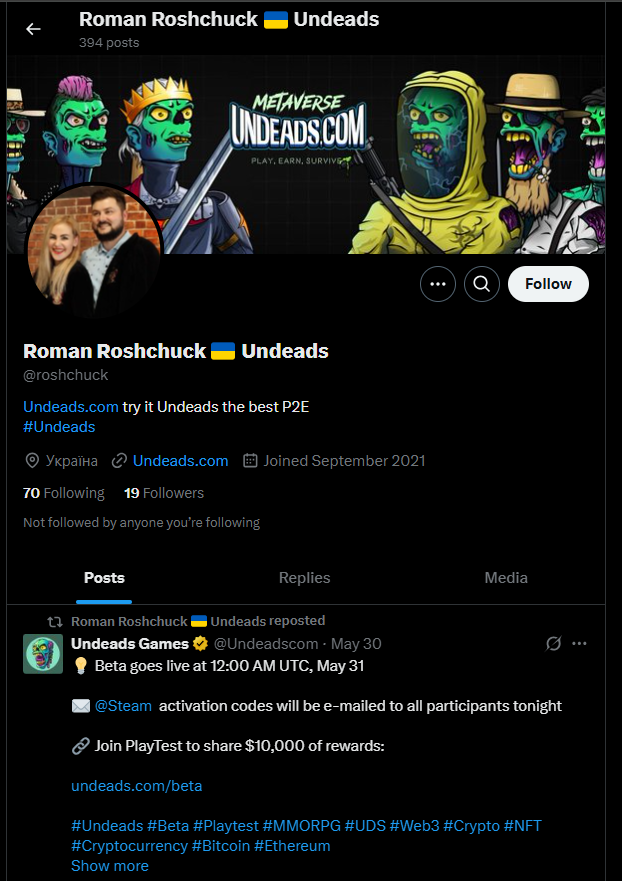 Roman Roshchuck 🇺🇦 Undeads
394 posts
METAVERSE
UNDEADS.COM
PLAY, EARN, SURVIVE
Follow
Roman Roshchuck 🇺🇦 Undeads
@roshchuck
Undeads.com try it Undeads the best P2E
#Undeads
Україна Undeads.com Joined September 2021
70 Following 19 Followers
Not followed by anyone you’re following
Posts Replies Media
Roman Roshchuck 🇺🇦 Undeads reposted
Undeads Games @Undeadscom · May 30
💡 Beta goes live at 12:00 AM UTC, May 31
✉️ @Steam activation codes will be e-mailed to all participants tonight
🔗 Join PlayTest to share $10,000 of rewards:
undeads.com/beta
#Undeads #Beta #Playtest #MMORPG #UDS #Web3 #Crypto #NFT
#Cryptocurrency #Bitcoin #Ethereum
Show more